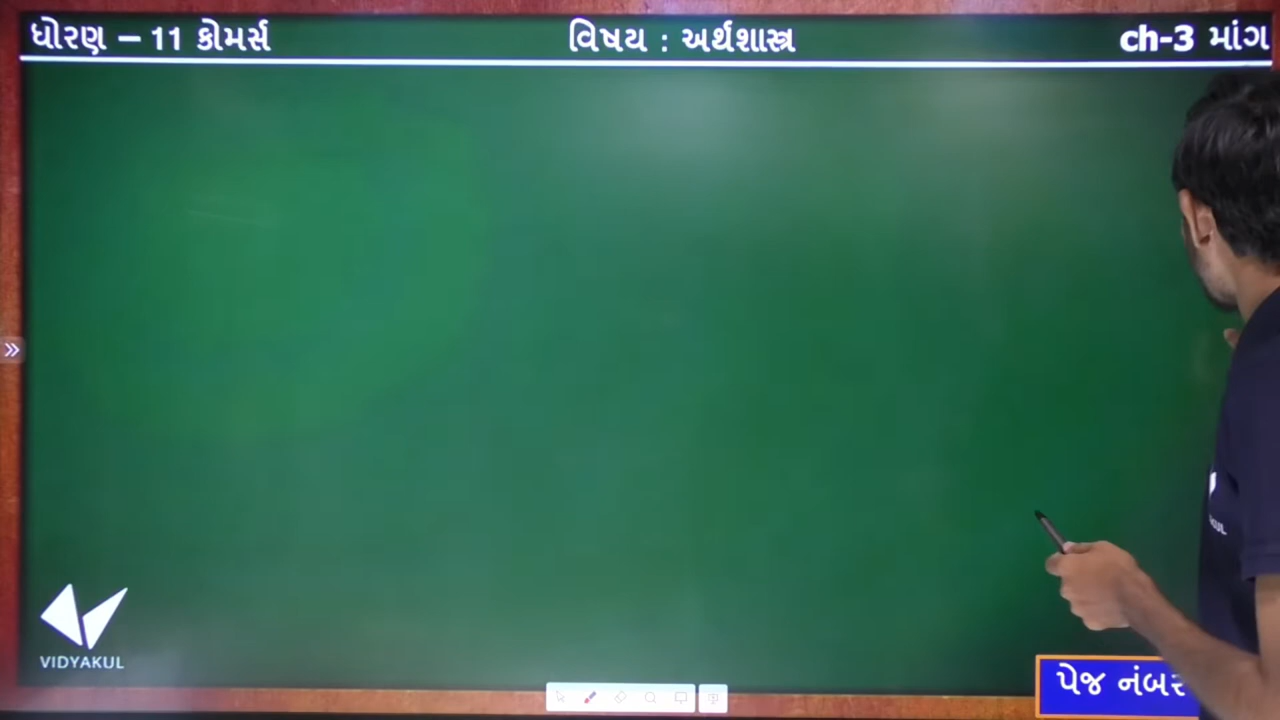 ધોરણ – 11 કોમર્સ
વિષય : અર્થશાસ્ત્ર
ch-3 માંગ
VIDYAKUL
પેજ નંબર